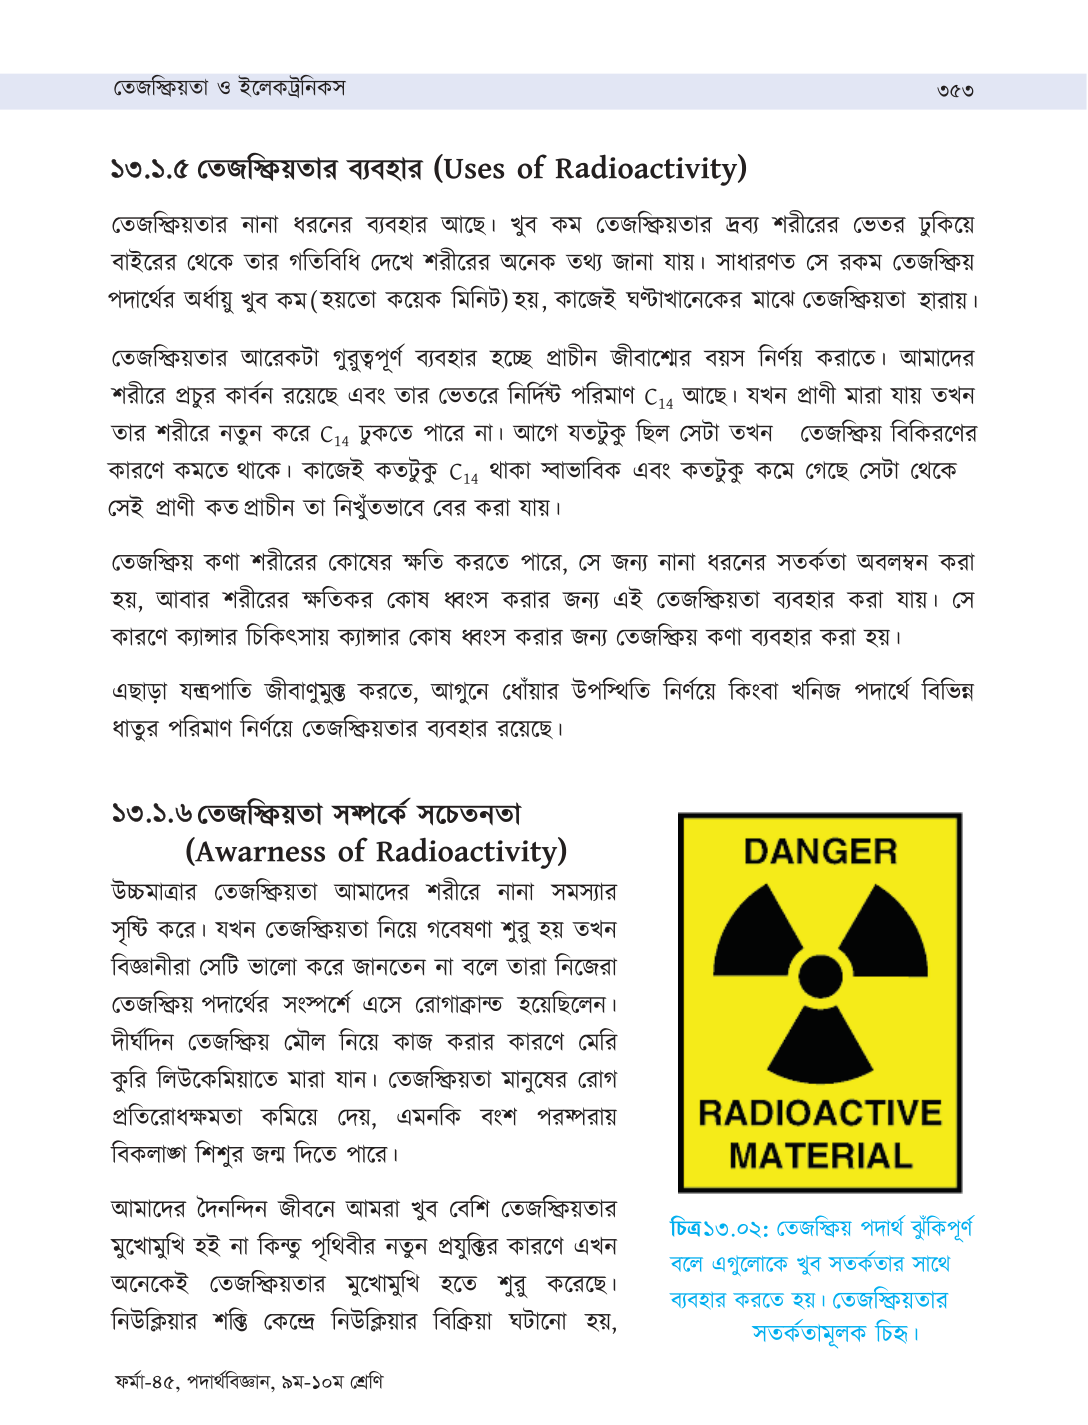 তেজস্ক্রিয়তা ও ইলেকট্রনিকস
৩৫৩
১৩.১.৫ তেজস্ক্রিয়তার ব্যবহার (Uses of Radioactivity)
তেজস্ক্রিয়তার নানা ধরনের ব্যবহার আছে। খুব কম তেজস্ক্রিয়তার দ্রব্য শরীরের ভেতর ঢুকিয়ে
বাইরের থেকে তার গতিবিধি দেখে শরীরের অনেক তথ্য জানা যায়। সাধারণত সে রকম তেজস্ক্রিয়
পদার্থের অর্ধায়ু খুব কম (হয়তো কয়েক মিনিট) হয়, কাজেই ঘণ্টাখানেকের মাঝে তেজস্ক্রিয়তা হারায়।
তেজস্ক্রিয়তার আরেকটা গুরুত্বপূর্ণ ব্যবহার হচ্ছে প্রাচীন জীবাশ্মের বয়স নির্ণয় করাতে। আমাদের
শরীরে প্রচুর কার্বন রয়েছে এবং তার ভেতরে নির্দিষ্ট পরিমাণ C₁₄ আছে। যখন প্রাণী মারা যায় তখন
তার শরীরে নতুন করে C₁₄ ঢুকতে পারে না। আগে যতটুকু ছিল সেটা তখন তেজস্ক্রিয় বিকিরণের
কারণে কমতে থাকে। কাজেই কতটুকু C₁₄ থাকা স্বাভাবিক এবং কতটুকু কমে গেছে সেটা থেকে
সেই প্রাণী কত প্রাচীন তা নিখুঁতভাবে বের করা যায়।
তেজস্ক্রিয় কণা শরীরের কোষের ক্ষতি করতে পারে, সে জন্য নানা ধরনের সতর্কতা অবলম্বন করা
হয়, আবার শরীরের ক্ষতিকর কোষ ধ্বংস করার জন্য এই তেজস্ক্রিয়তা ব্যবহার করা যায়। সে
কারণে ক্যান্সার চিকিৎসায় ক্যান্সার কোষ ধ্বংস করার জন্য তেজস্ক্রিয় কণা ব্যবহার করা হয়।
এছাড়া যন্ত্রপাতি জীবাণুমুক্ত করতে, আগুনে ধোঁয়ার উপস্থিতি নির্ণয়ে কিংবা খনিজ পদার্থে বিভিন্ন
ধাতুর পরিমাণ নির্ণয়ে তেজস্ক্রিয়তার ব্যবহার রয়েছে।
১৩.১.৬ তেজস্ক্রিয়তা সম্পর্কে সচেতনতা
(Awarness of Radioactivity)
উচ্চমাত্রার তেজস্ক্রিয়তা আমাদের শরীরে নানা সমস্যার
সৃষ্টি করে। যখন তেজস্ক্রিয়তা নিয়ে গবেষণা শুরু হয় তখন
বিজ্ঞানীরা সেটি ভালো করে জানতেন না বলে তারা নিজেরা
তেজস্ক্রিয় পদার্থের সংস্পর্শে এসে রোগাক্রান্ত হয়েছিলেন।
দীর্ঘদিন তেজস্ক্রিয় মৌল নিয়ে কাজ করার কারণে মেরি
কুরি লিউকেমিয়াতে মারা যান। তেজস্ক্রিয়তা মানুষের রোগ
প্রতিরোধক্ষমতা কমিয়ে দেয়, এমনকি বংশ পরম্পরায়
বিকলাঙ্গ শিশুর জন্ম দিতে পারে।
আমাদের দৈনন্দিন জীবনে আমরা খুব বেশি তেজস্ক্রিয়তার
মুখোমুখি হই না কিন্তু পৃথিবীর নতুন প্রযুক্তির কারণে এখন
অনেকেই তেজস্ক্রিয়তার মুখোমুখি হতে শুরু করেছে।
নিউক্লিয়ার শক্তি কেন্দ্রে নিউক্লিয়ার বিক্রিয়া ঘটানো হয়,
DANGER
RADIOACTIVE
MATERIAL
চিত্র ১৩.০২: তেজস্ক্রিয় পদার্থ ঝুঁকিপূর্ণ
বলে এগুলোকে খুব সতর্কতার সাথে
ব্যবহার করতে হয়। তেজস্ক্রিয়তার
সতর্কতামূলক চিহ্ন।
ফর্মা-৪৫, পদার্থবিজ্ঞান, ৯ম-১০ম শ্রেণি